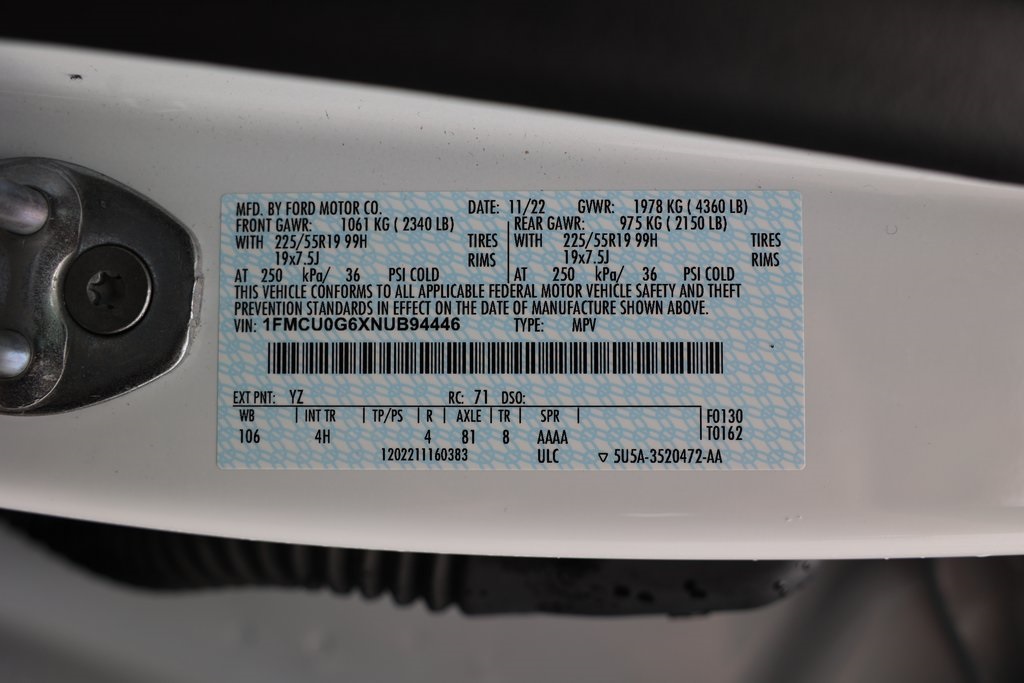 MFD. BY FORD MOTOR CO. DATE: 11/22 GVWR: 1978 KG ( 4360 LB)
FRONT GAWR: 1061 KG ( 2340 LB) REAR GAWR: 975 KG ( 2150 LB)
WITH 225/55R19 99H TIRES WITH 225/55R19 99H TIRES
19x7.5J RIMS 19x7.5J RIMS
AT 250 kPa/ 36 PSI COLD AT 250 kPa/ 36 PSI COLD
THIS VEHICLE CONFORMS TO ALL APPLICABLE FEDERAL MOTOR VEHICLE SAFETY AND THEFT
PREVENTION STANDARDS IN EFFECT ON THE DATE OF MANUFACTURE SHOWN ABOVE.
VIN: 1FMCU0G6XNUB94446 TYPE: MPV
EXT PNT: YZ RC: 71 DSO:
WB INT TR TP/PS R AXLE TR SPR F0130
106 4H 4 81 8 AAAA T0162
1202211160383 ULC ▽ 5U5A-3520472-AA